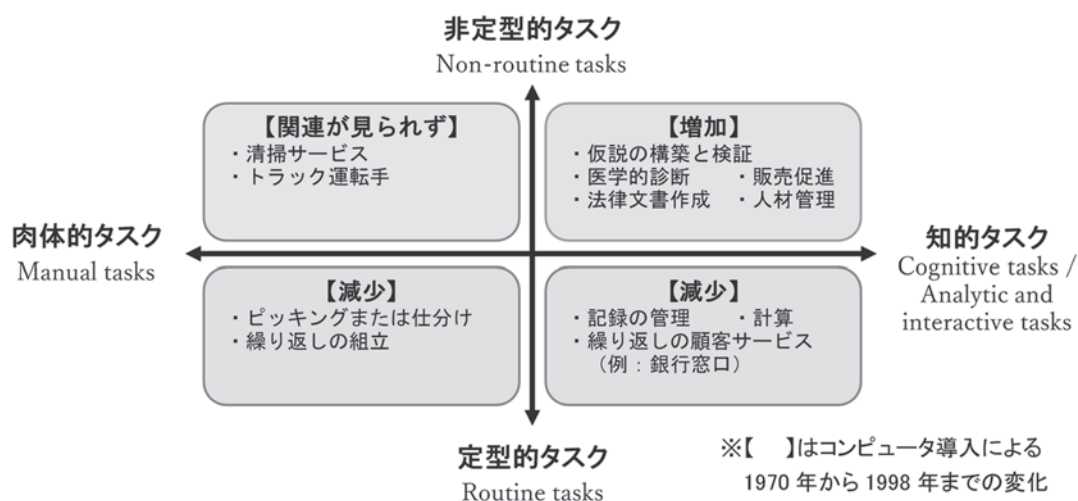 非定型的タスク
Non-routine tasks
【関連が見られず】
・清掃サービス
・トラック運転手
【増加】
・仮説の構築と検証
・医学的診断 ・販売促進
・法律文書作成 ・人材管理
肉体的タスク
Manual tasks
知的タスク
Cognitive tasks /
Analytic and
interactive tasks
【減少】
・ピッキングまたは仕分け
・繰り返しの組立
【減少】
・記録の管理 ・計算
・繰り返しの顧客サービス
（例：銀行窓口）
定型的タスク
Routine tasks
※【　】はコンピュータ導入による
1970 年から 1998 年までの変化